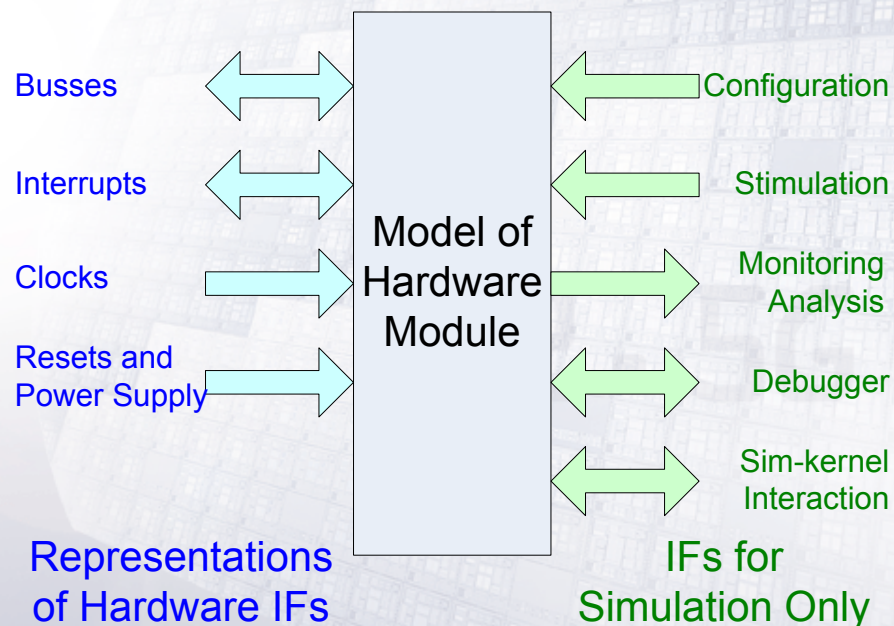 Busses
Interrupts
Clocks
Resets and
Power Supply
Representations
of Hardware IFs
Model of
Hardware
Module
Configuration
Stimulation
Monitoring
Analysis
Debugger
Sim-kernel
Interaction
IFs for
Simulation Only